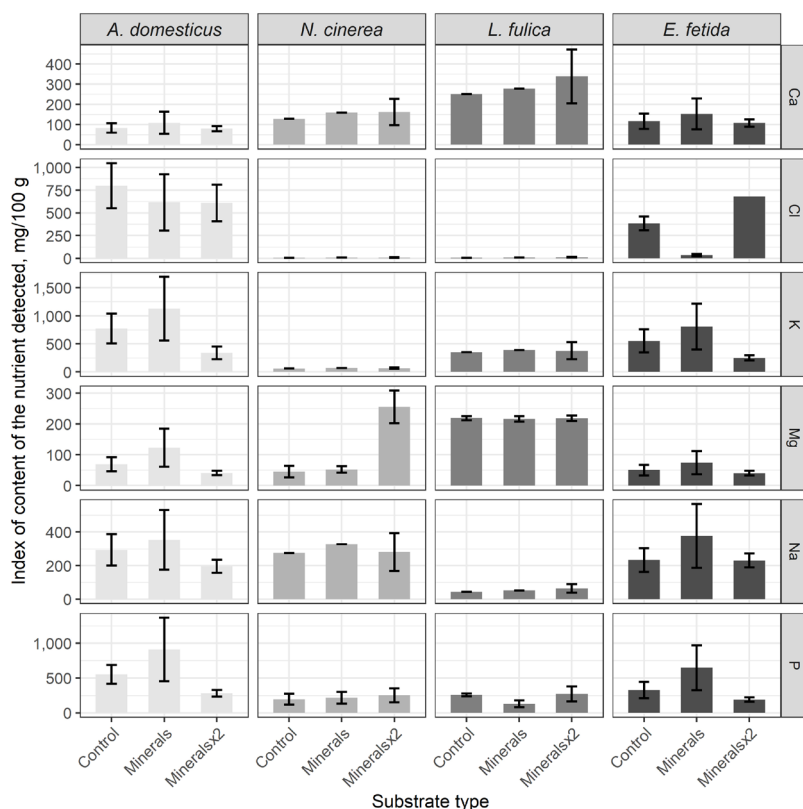 A. domesticus N. cinerea L. fulica E. fetida
Index of content of the nutrient detected, mg/100 g
400
300
200
100
0
Ca
1,000
750
500
250
0
Cl
1,500
1,000
500
0
K
300
200
100
0
Mg
400
200
0
Na
1,000
500
0
P
Control Minerals Mineralsx2 Control Minerals Mineralsx2 Control Minerals Mineralsx2 Control Minerals Mineralsx2
Substrate type